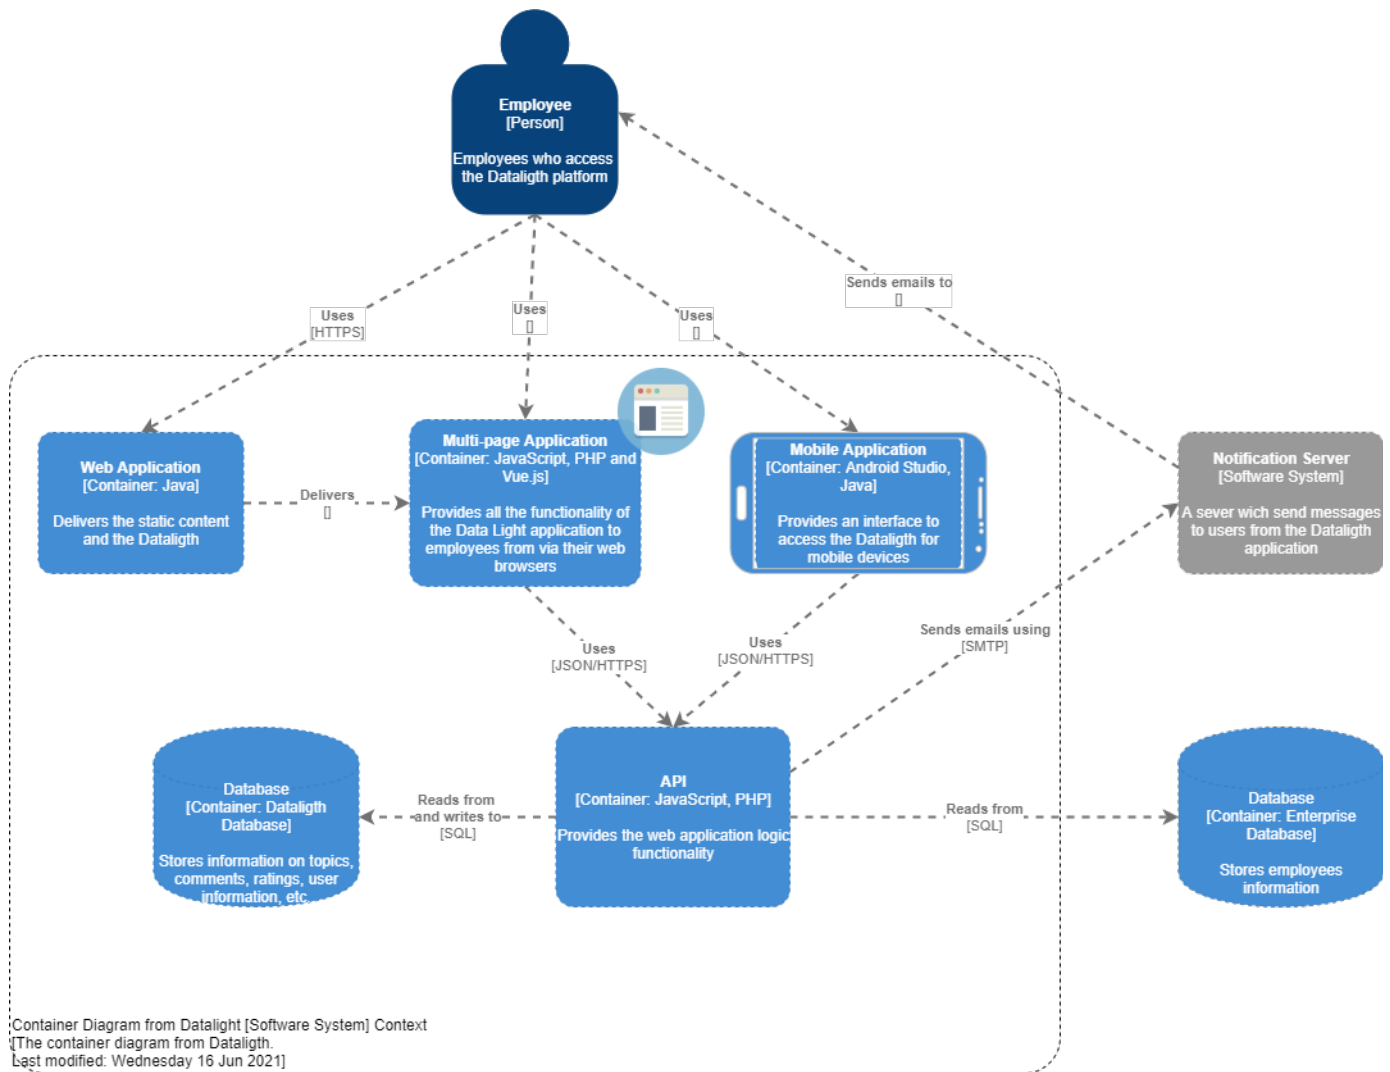 Employee
[Person]
Employees who access
the Dataligth platform
Sends emails to
[]
Uses
[HTTPS]
Uses
[]
Uses
[]
Web Application
[Container: Java]
Delivers the static content
and the Dataligth
Delivers
[]
Multi-page Application
[Container: JavaScript, PHP and
Vue.js]
Provides all the functionality of
the Data Light application to
employees from via their web
browsers
Mobile Application
[Container: Android Studio,
Java]
Provides an interface to
access the Dataligth for
mobile devices
Notification Server
[Software System]
A sever wich send messages
to users from the Dataligth
application
Uses
[JSON/HTTPS]
Uses
[JSON/HTTPS]
Sends emails using
[SMTP]
Database
[Container: Dataligth
Database]
Stores information on topics,
comments, ratings, user
information, etc.
Reads from
and writes to
[SQL]
API
[Container: JavaScript, PHP]
Provides the web application logic
functionality
Reads from
[SQL]
Database
[Container: Enterprise
Database]
Stores employees
information
Container Diagram from Datalight [Software System] Context
[The container diagram from Dataligth.
Last modified: Wednesday 16 Jun 2021]